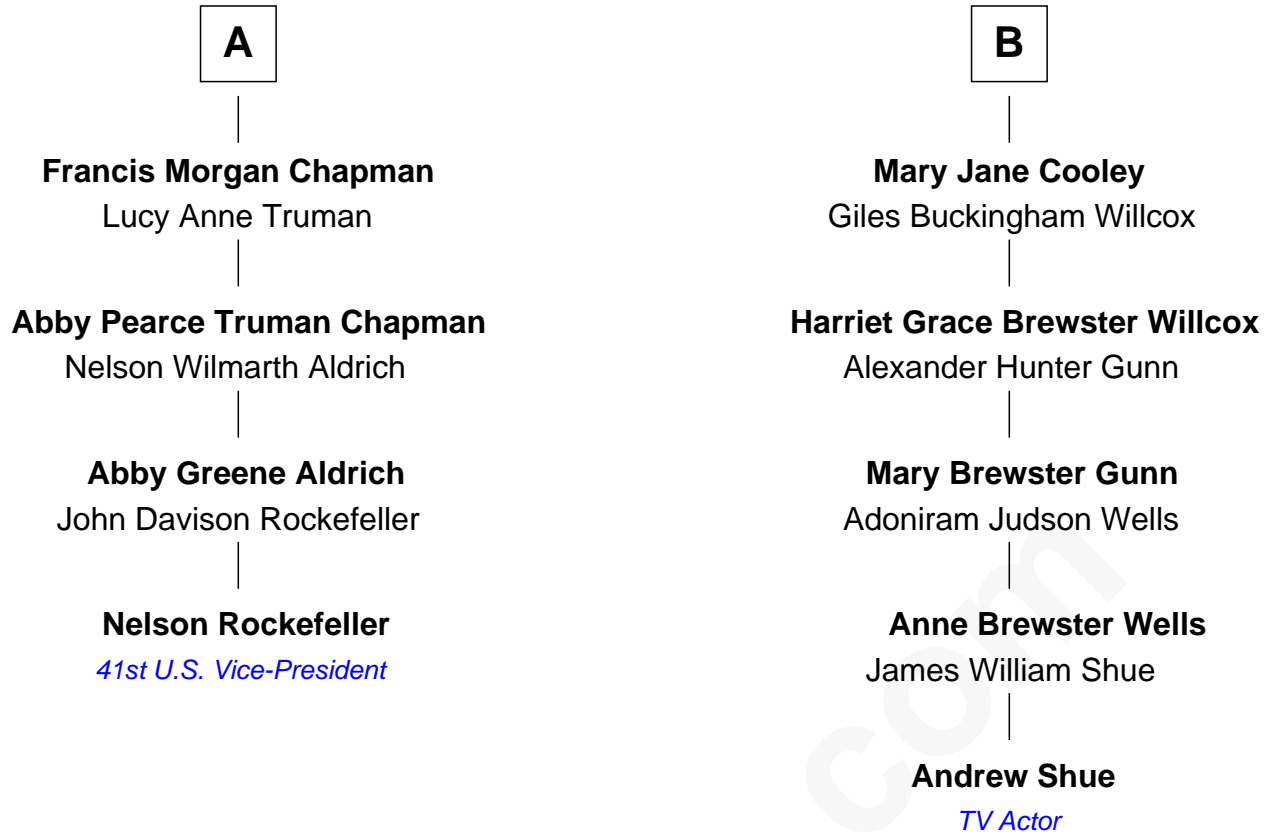 A
Francis Morgan Chapman
Lucy Anne Truman
Abby Pearce Truman Chapman
Nelson Wilmarth Aldrich
Abby Greene Aldrich
John Davison Rockefeller
Nelson Rockefeller
41st U.S. Vice-President
B
Mary Jane Cooley
Giles Buckingham Willcox
Harriet Grace Brewster Willcox
Alexander Hunter Gunn
Mary Brewster Gunn
Adoniram Judson Wells
Anne Brewster Wells
James William Shue
Andrew Shue
TV Actor
com